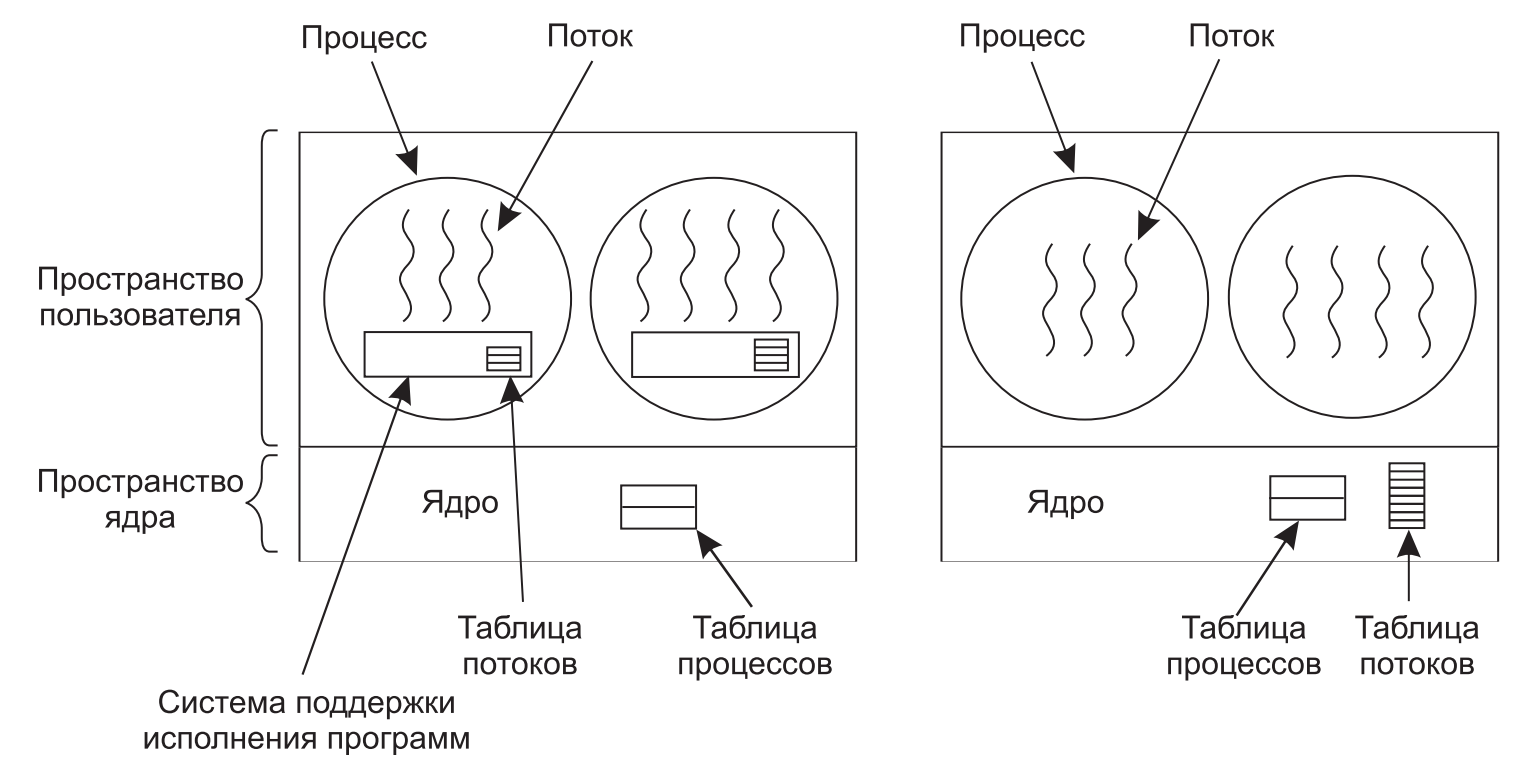 Процесс
Поток
Процесс
Поток
Пространство
пользователя
Пространство
ядра
Ядро
Ядро
Таблица
потоков
Таблица
процессов
Таблица
процессов
Таблица
потоков
Система поддержки
исполнения программ